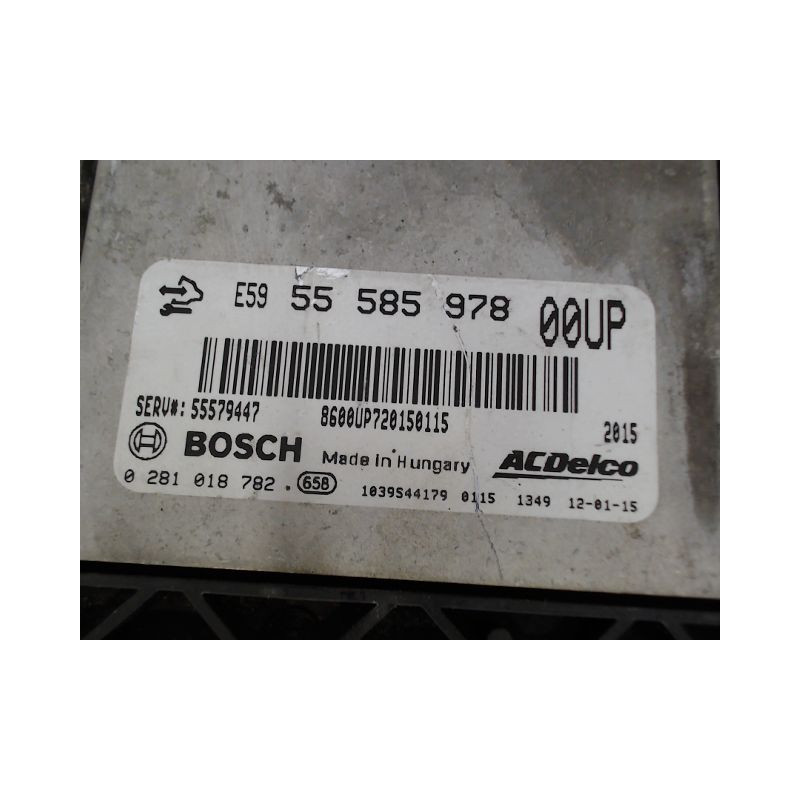 E59 55 585 978 00UP
SERV#: 55579447 8600UP720150115 2015
BOSCH Made in Hungary ACDelco
0 281 018 782 . 658 1039S44179 0115 1349 12-01-15